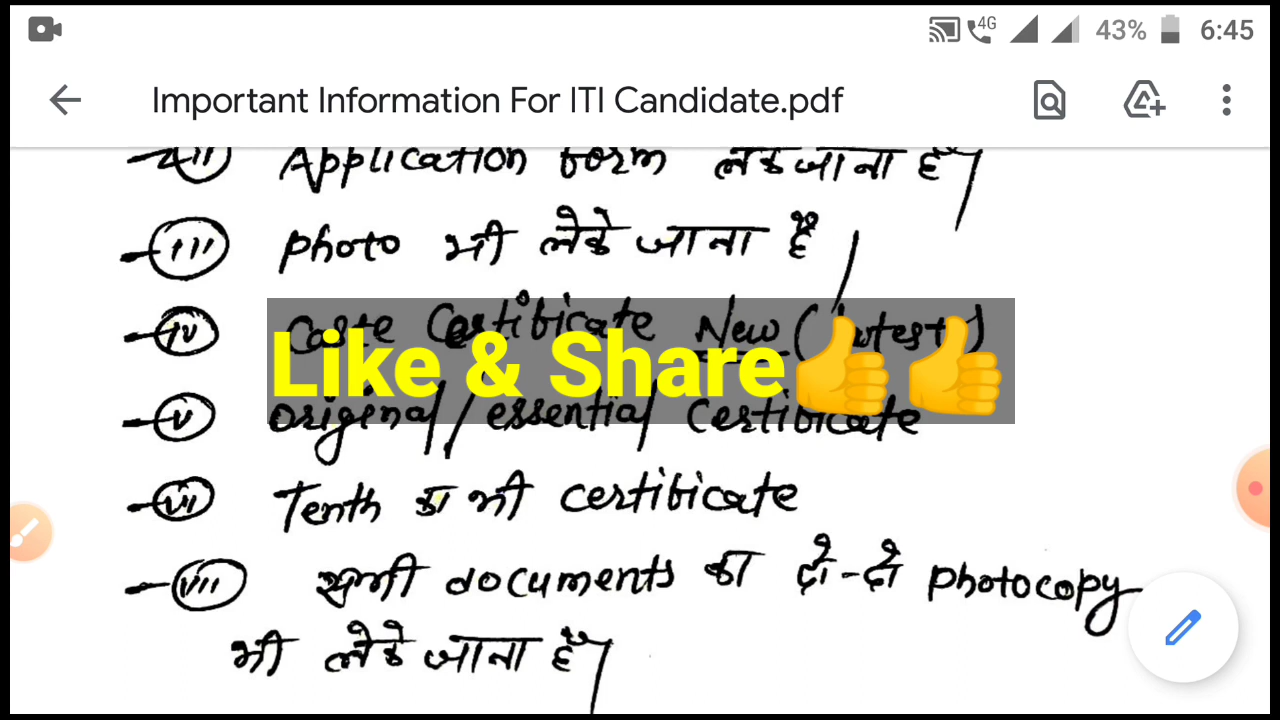 4G 43% 6:45
Important Information For ITI Candidate.pdf
Application form लेके जाना है।
(iii) photo भी लेके जाना है।
(iv) Caste Certificate New (latest)
Like & Share👍👍
(v) original/essential Certificate
(vi) Tenth का भी certificate
(vii) सभी documents का दो-दो photocopy
भी लेके जाना है।